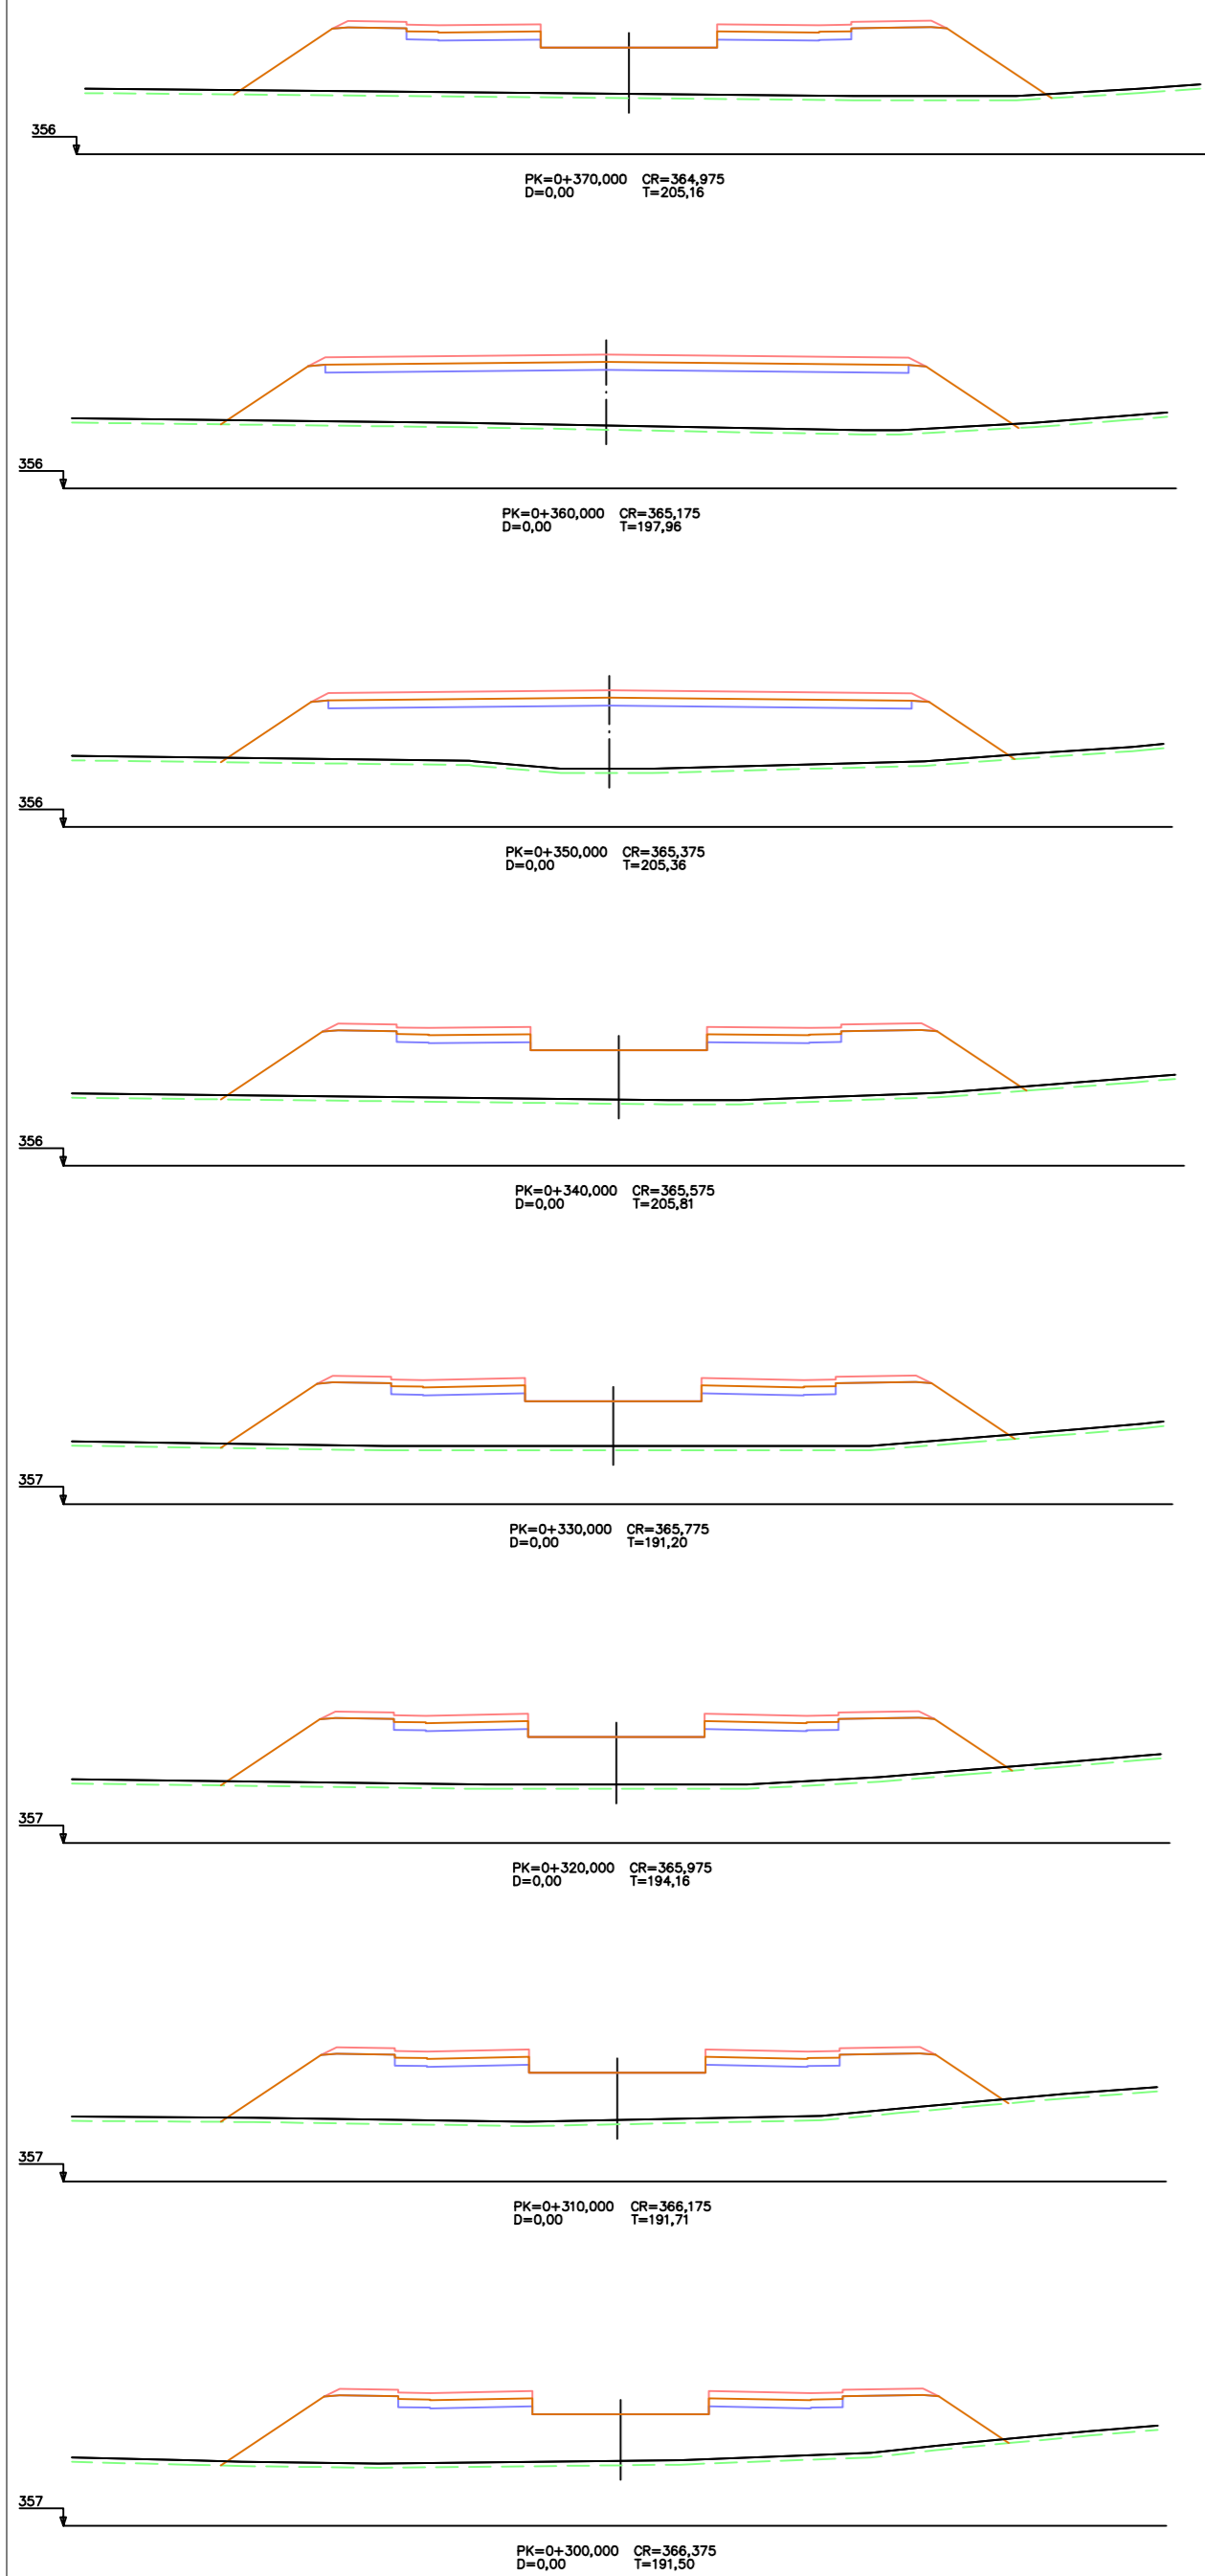 356
PK=0+370,000 CR=364,975
D=0,00 T=205,16
356
PK=0+360,000 CR=365,175
D=0,00 T=197,96
356
PK=0+350,000 CR=365,375
D=0,00 T=205,36
356
PK=0+340,000 CR=365,575
D=0,00 T=205,81
357
PK=0+330,000 CR=365,775
D=0,00 T=191,20
357
PK=0+320,000 CR=365,975
D=0,00 T=194,16
357
PK=0+310,000 CR=366,175
D=0,00 T=191,71
357
PK=0+300,000 CR=366,375
D=0,00 T=191,50